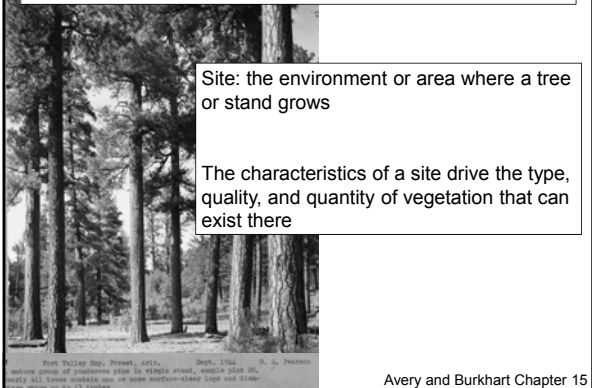 Site: the environment or area where a tree
or stand grows
The characteristics of a site drive the type,
quality, and quantity of vegetation that can
exist there
Fort Valley Exp. Forest, Ariz. Sept. 1944 G. A. Pearson
mature group of ponderosa pine in virgin stand, sample plot
nearly all trees contain one or more surface-clear logs and
Avery and Burkhart Chapter 15